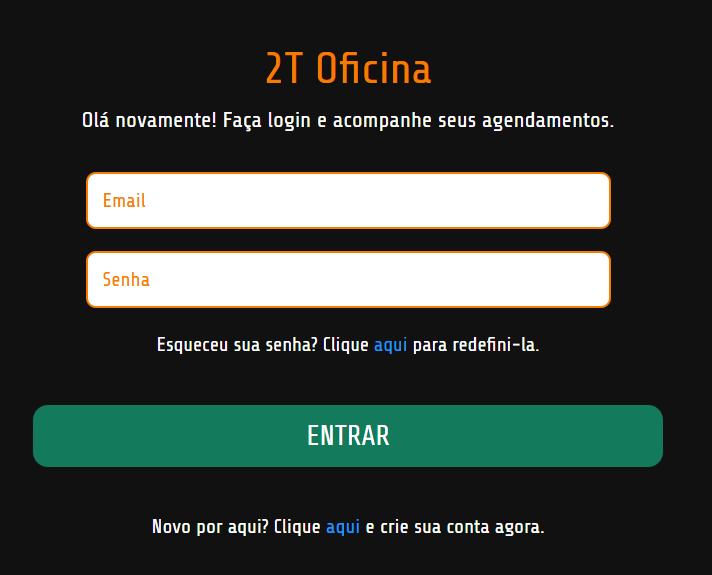 2T Oficina
Olá novamente! Faça login e acompanhe seus agendamentos.
Email
Senha
Esqueceu sua senha? Clique aqui para redefini-la.
ENTRAR
Novo por aqui? Clique aqui e crie sua conta agora.